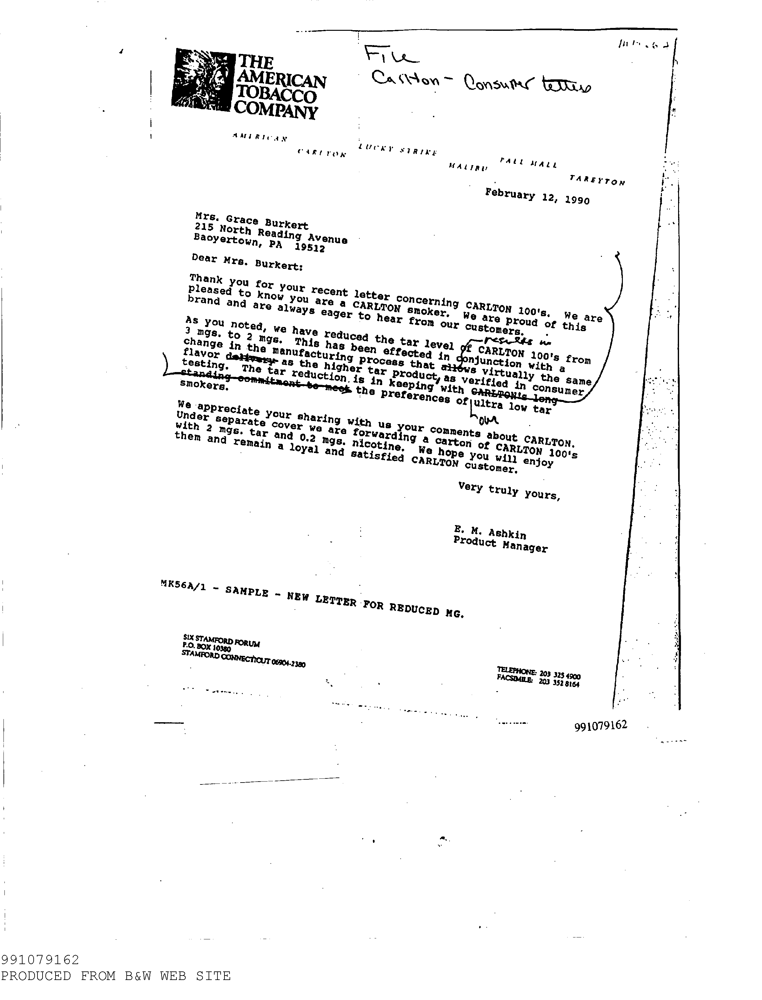 File
Carlton - Consumer letters
THE
AMERICAN
TOBACCO
COMPANY
AMERICAN
CARLTON
LUCKY STRIKE
MALIBU
PALL MALL
TAREYTON
February 12, 1990
Mrs. Grace Burkert
215 North Reading Avenue
Baoyertown, PA 19512
Dear Mrs. Burkert:
Thank you for your recent letter concerning CARLTON 100's. We are
pleased to know you are a CARLTON smoker. We are proud of this
brand and are always eager to hear from our customers.
results in
As you noted, we have reduced the tar level of CARLTON 100's from
3 mgs. to 2 mgs. This has been effected in conjunction with a
change in the manufacturing process that allows virtually the same
flavor delivery as the higher tar product, as verified in consumer
testing. The tar reduction is in keeping with CARLTON's long-
standing commitment to meet the preferences of ultra low tar
smokers.
our
We appreciate your sharing with us your comments about CARLTON.
Under separate cover we are forwarding a carton of CARLTON 100's
with 2 mgs. tar and 0.2 mgs. nicotine. We hope you will enjoy
them and remain a loyal and satisfied CARLTON customer.
Very truly yours,
E. M. Ashkin
Product Manager
MK56A/1 - SAMPLE - NEW LETTER FOR REDUCED MG.
SIX STAMFORD FORUM
P.O. BOX 10380
STAMFORD CONNECTICUT 06904-2380
TELEPHONE: 203 325 4900
FACSIMILE: 203 352 8164
991079162
991079162
PRODUCED FROM B&W WEB SITE